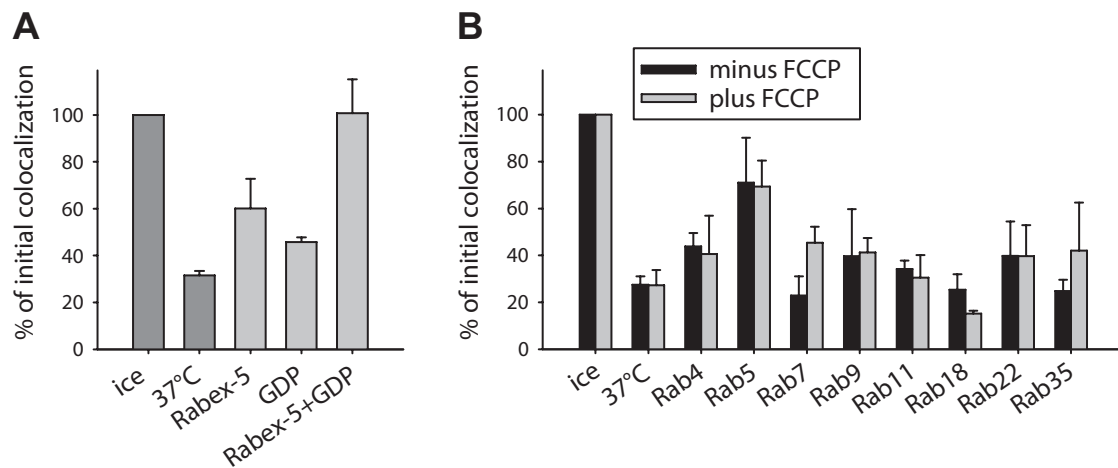 A
% of initial colocalization
100
80
60
40
20
0
ice
37°C
Rabex-5
GDP
Rabex-5+GDP
B
minus FCCP
plus FCCP
% of initial colocalization
100
80
60
40
20
0
ice
37°C
Rab4
Rab5
Rab7
Rab9
Rab11
Rab18
Rab22
Rab35